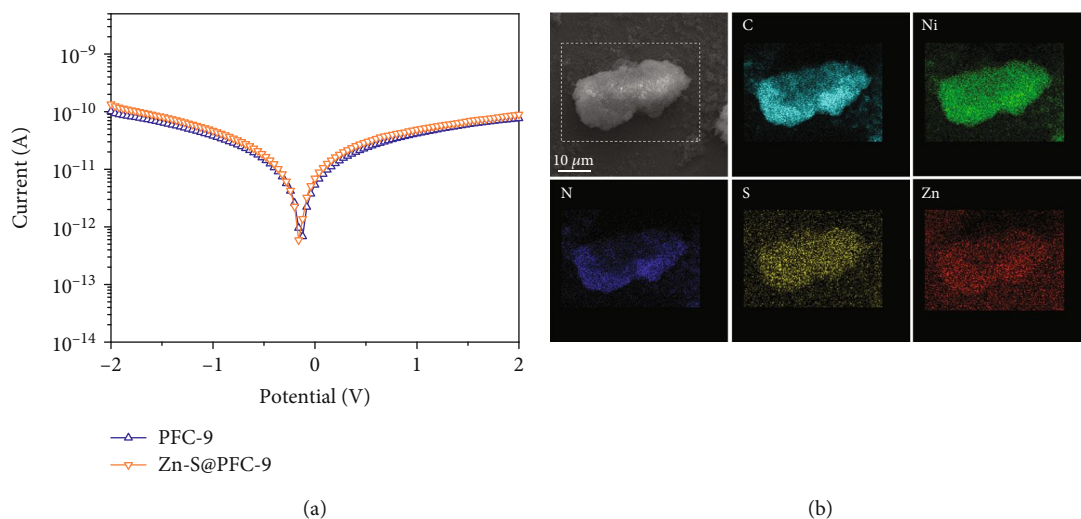 10⁻⁹
10⁻¹⁰
10⁻¹¹
10⁻¹²
10⁻¹³
10⁻¹⁴
Current (A)
−2
−1
0
1
2
Potential (V)
PFC-9
Zn-S@PFC-9
(a)
C
Ni
10 μm
N
S
Zn
(b)